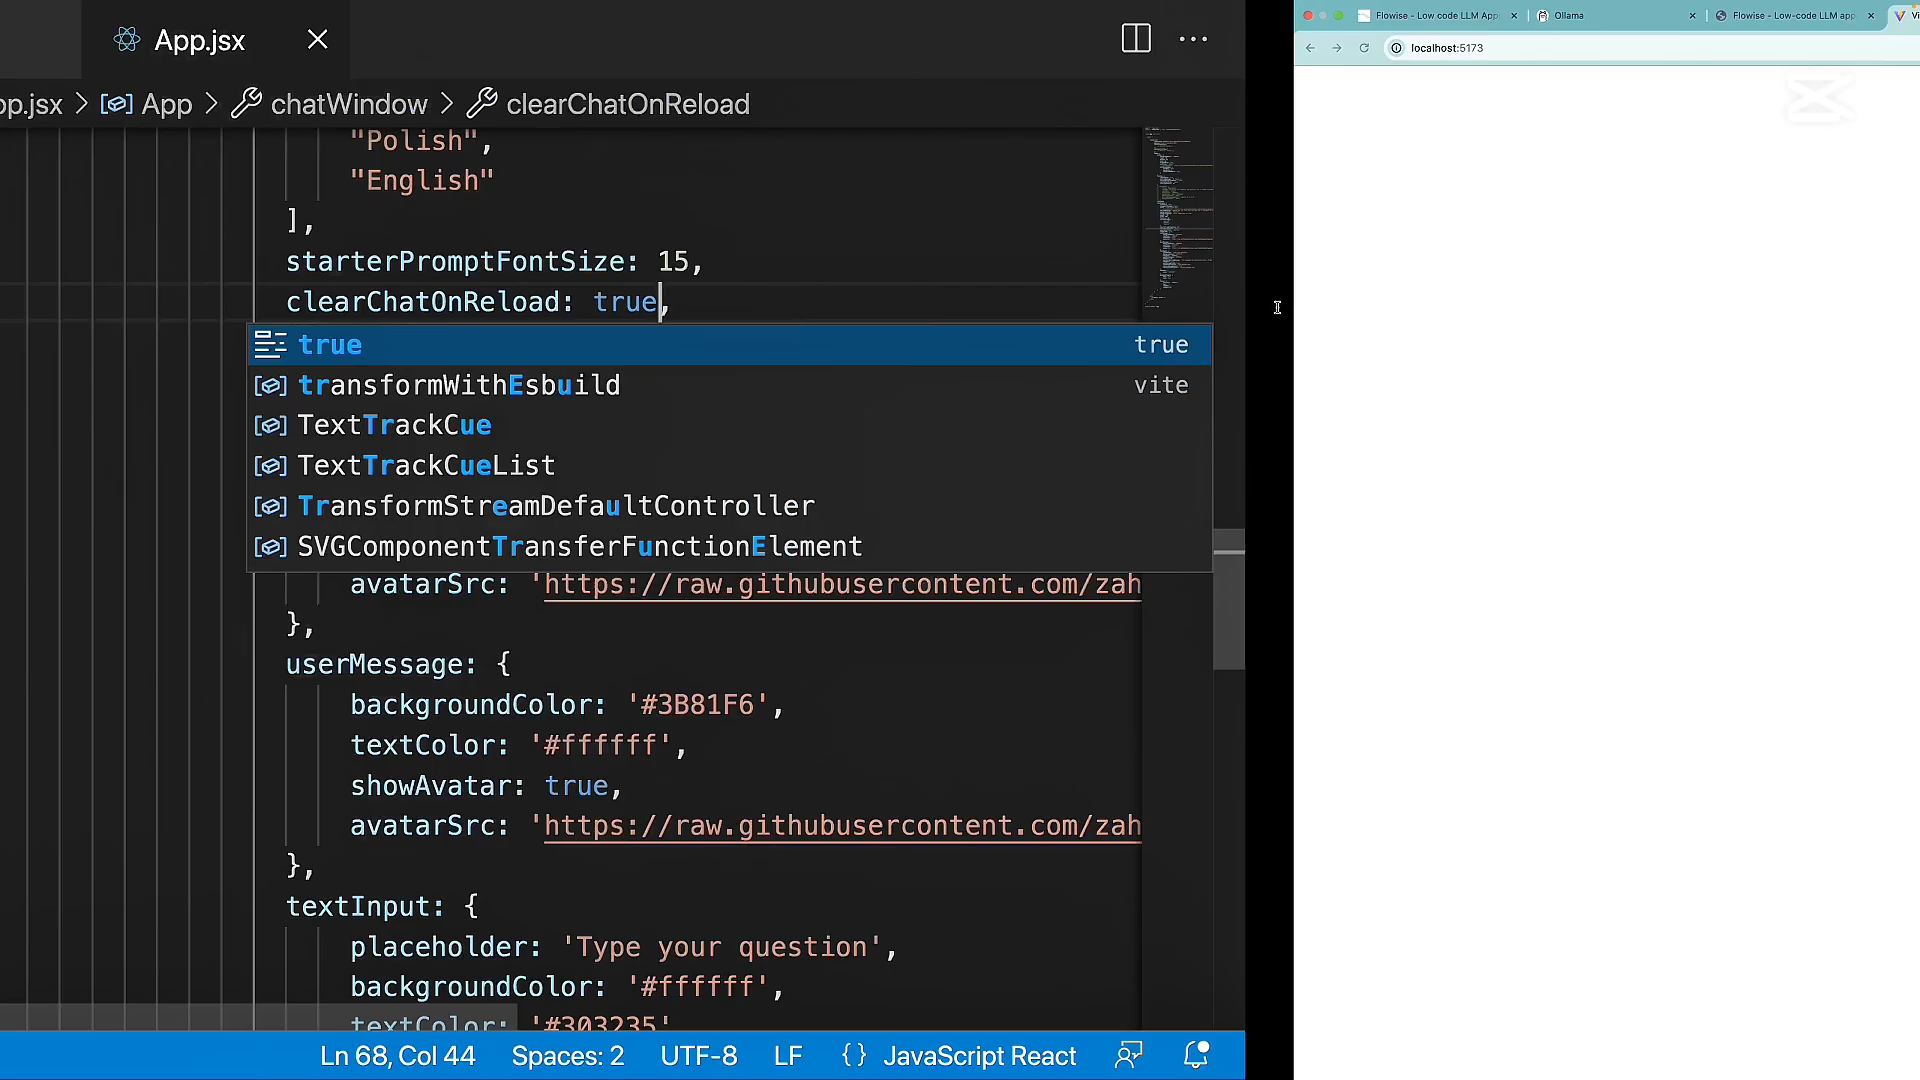 App.jsx
pp.jsx > App > chatWindow > clearChatOnReload
"Polish",
"English"
],
starterPromptFontSize: 15,
clearChatOnReload: true,
true true
transformWithEsbuild vite
TextTrackCue
TextTrackCueList
TransformStreamDefaultController
SVGComponentTransferFunctionElement
avatarSrc: 'https://raw.githubusercontent.com/zah
},
userMessage: {
backgroundColor: '#3B81F6',
textColor: '#ffffff',
showAvatar: true,
avatarSrc: 'https://raw.githubusercontent.com/zah
},
textInput: {
placeholder: 'Type your question',
backgroundColor: '#ffffff',
textColor: '#303235'
Ln 68, Col 44 Spaces: 2 UTF-8 LF {} JavaScript React
Flowise - Low code LLM App Ollama Flowise - Low-code LLM app Vi
localhost:5173